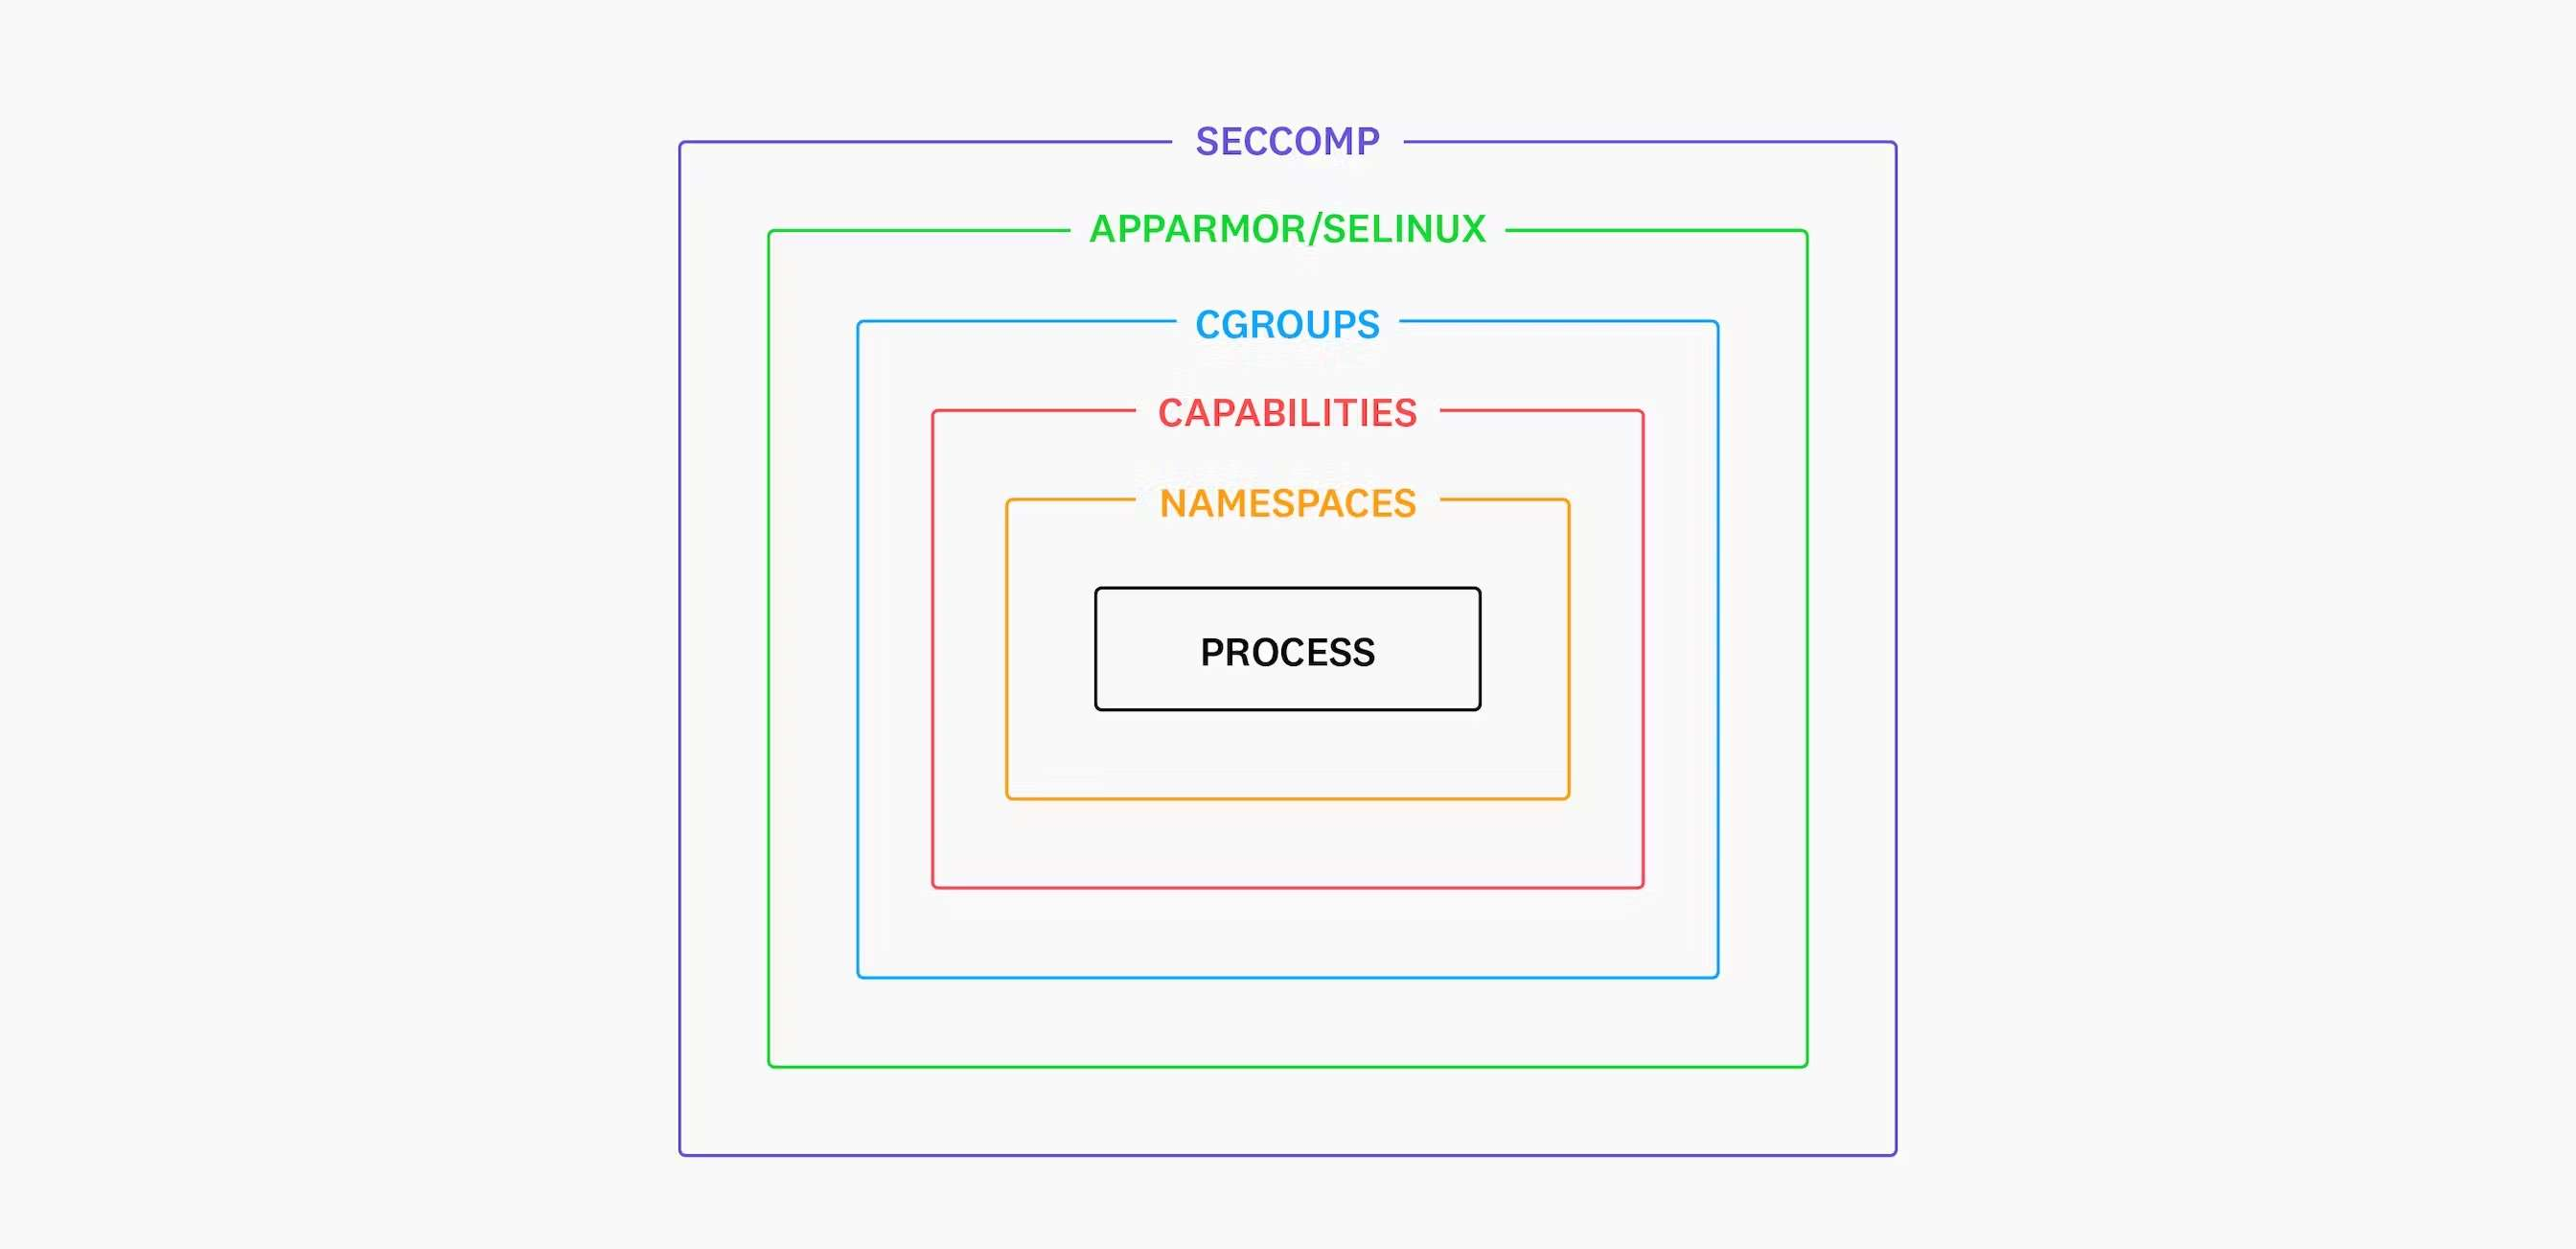 SECCOMP
APPARMOR/SELINUX
CGROUPS
CAPABILITIES
NAMESPACES
PROCESS